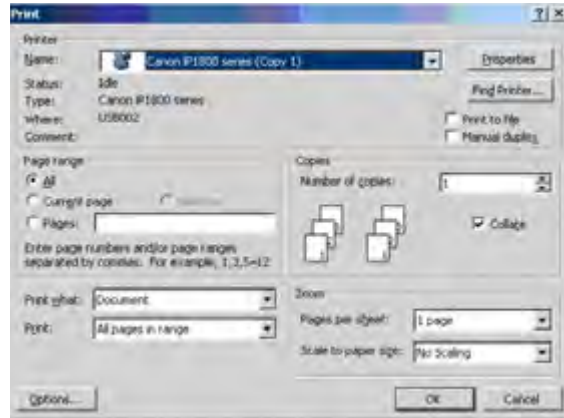 Print
Printer
Name: Canon iP1800 series (Copy 1) Properties
Status: Idle Find Printer...
Type: Canon iP1800 series
Where: USB002 Print to file
Comment: Manual duplex
Page range
All
Current page
Pages:
Enter page numbers and/or page ranges
separated by commas. For example, 1,3,5-12
Copies
Number of copies: 1
Collate
Print what: Document
Print: All pages in range
Zoom
Pages per sheet: 1 page
Scale to paper size: No Scaling
Options... OK Cancel